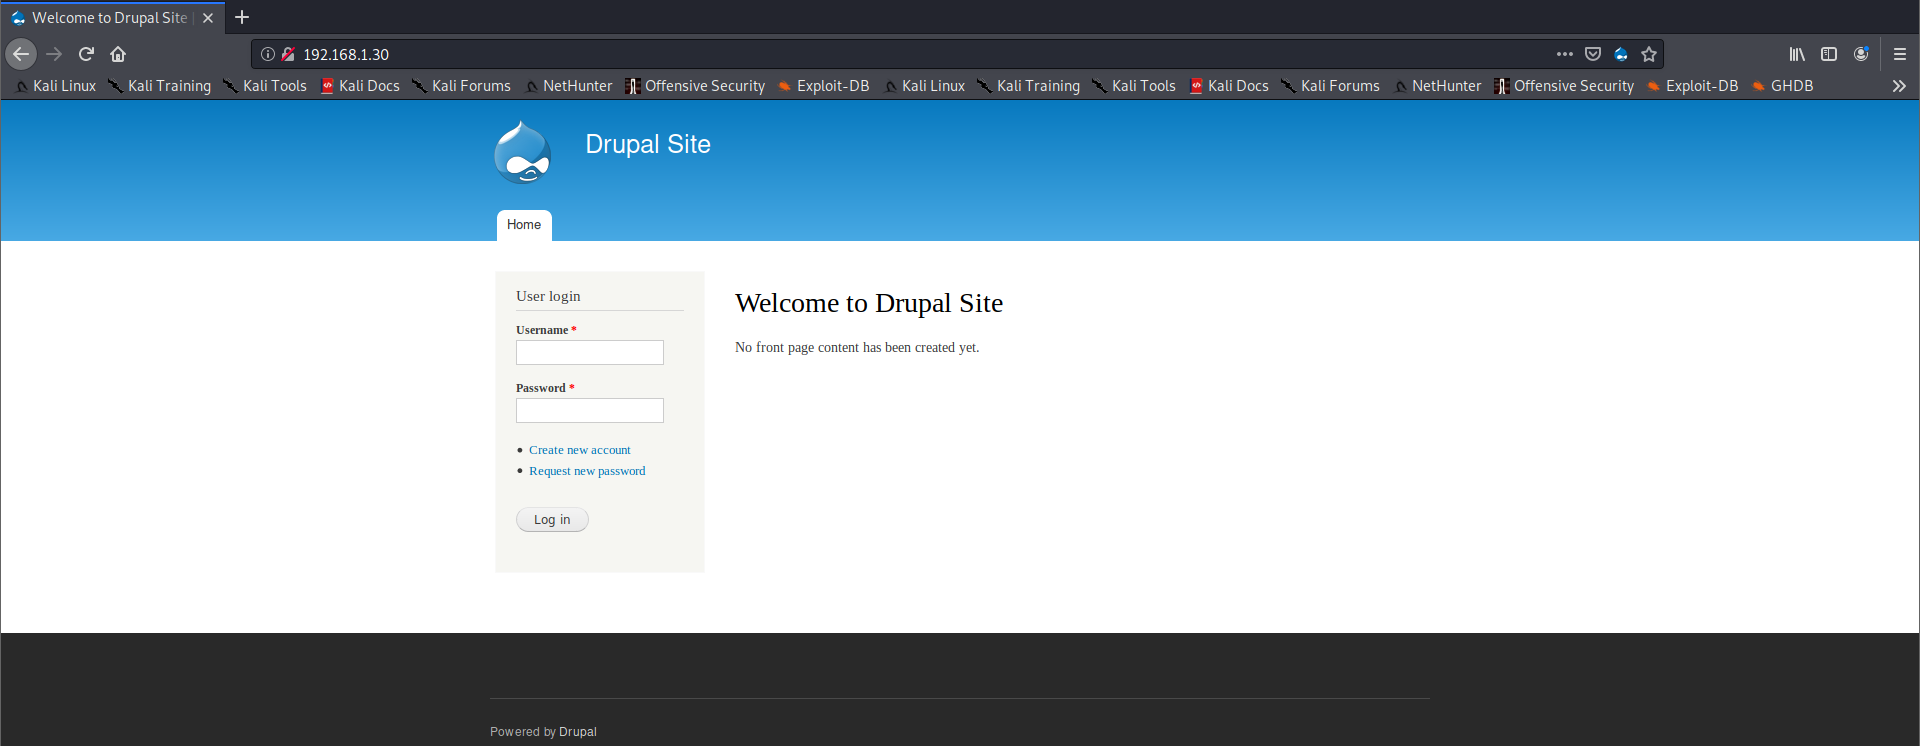 Welcome to Drupal Site |
192.168.1.30
Kali Linux Kali Training Kali Tools Kali Docs Kali Forums NetHunter Offensive Security Exploit-DB Kali Linux Kali Training Kali Tools Kali Docs Kali Forums NetHunter Offensive Security Exploit-DB GHDB
Drupal Site
Home
User login
Username *
Password *
Create new account
Request new password
Log in
Welcome to Drupal Site
No front page content has been created yet.
Powered by Drupal